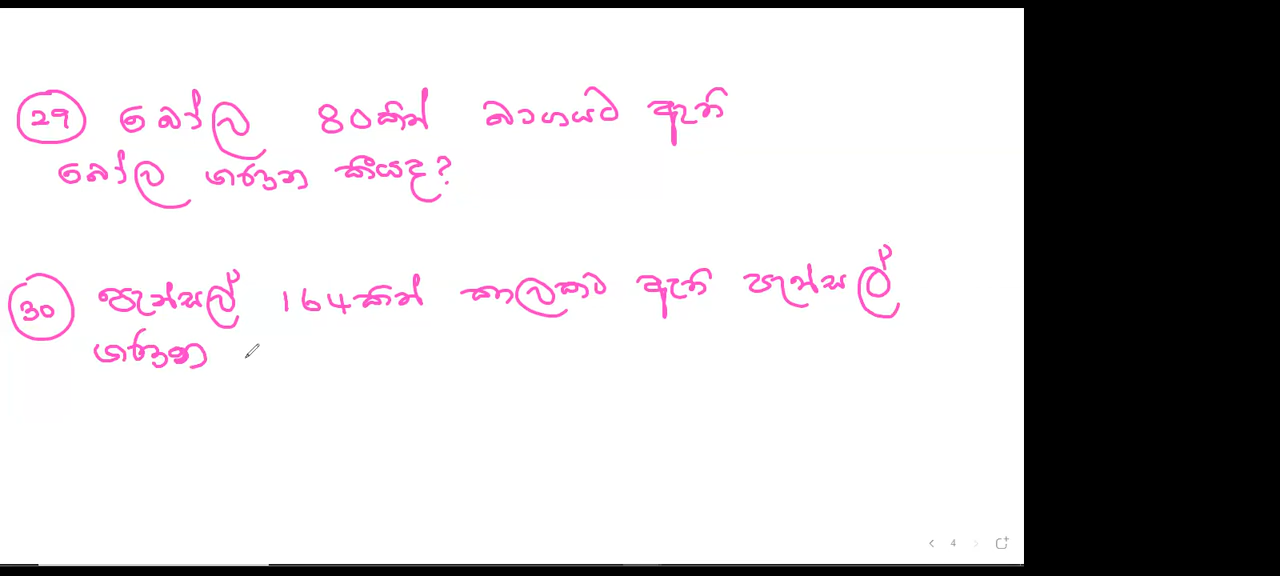 29 බෝල 80කින් බාගයට ඇති
බෝල ගණන කීයද?
30 පැන්සල් 164කින් කාලකට ඇති පැන්සල්
ගණන
4